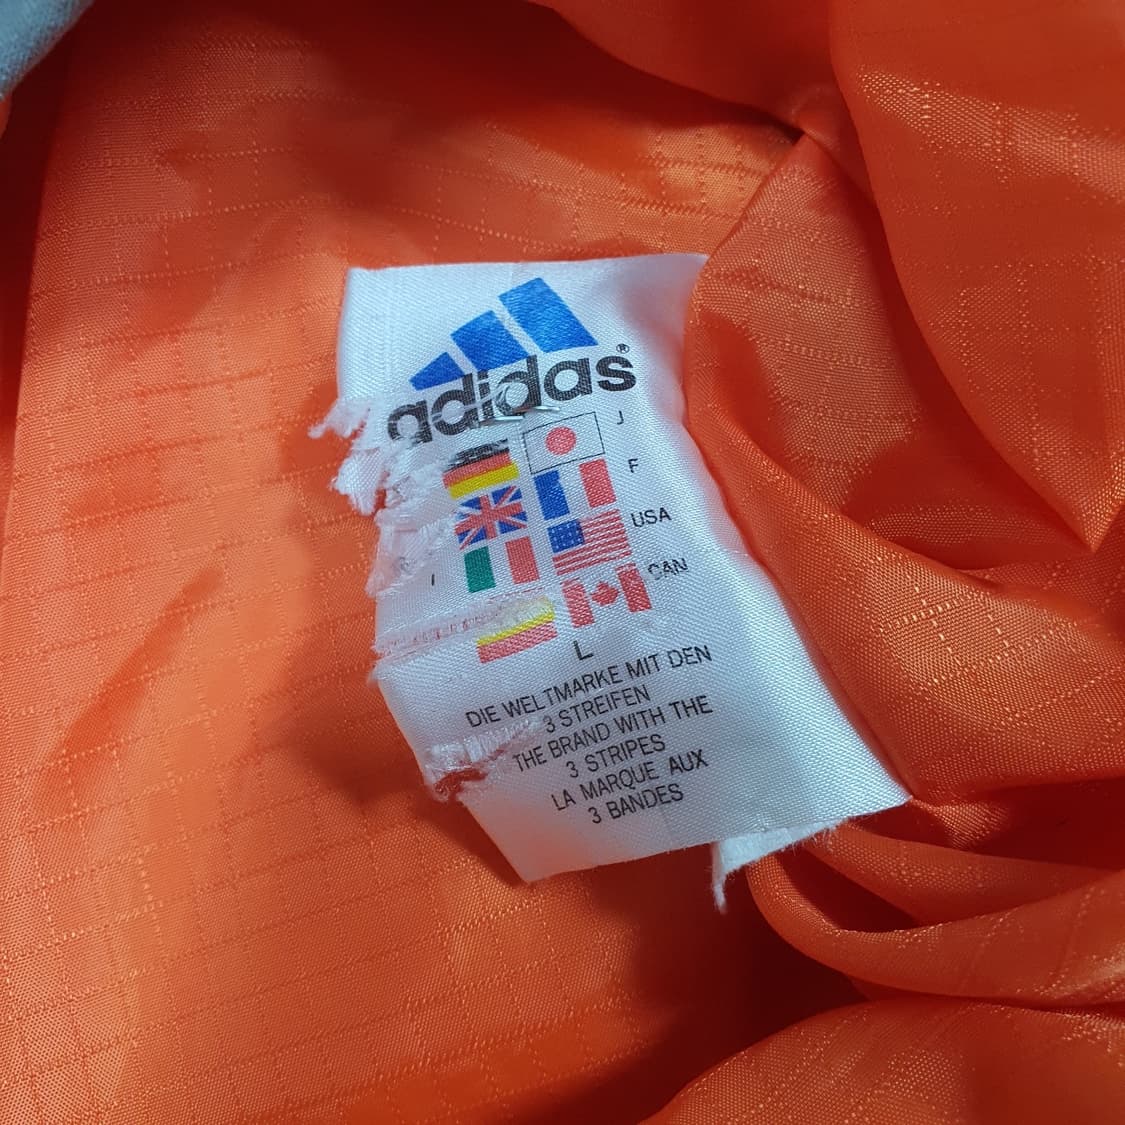 adidas®
J
F
USA
I
CAN
L
DIE WELTMARKE MIT DEN
3 STREIFEN
THE BRAND WITH THE
3 STRIPES
LA MARQUE AUX
3 BANDES